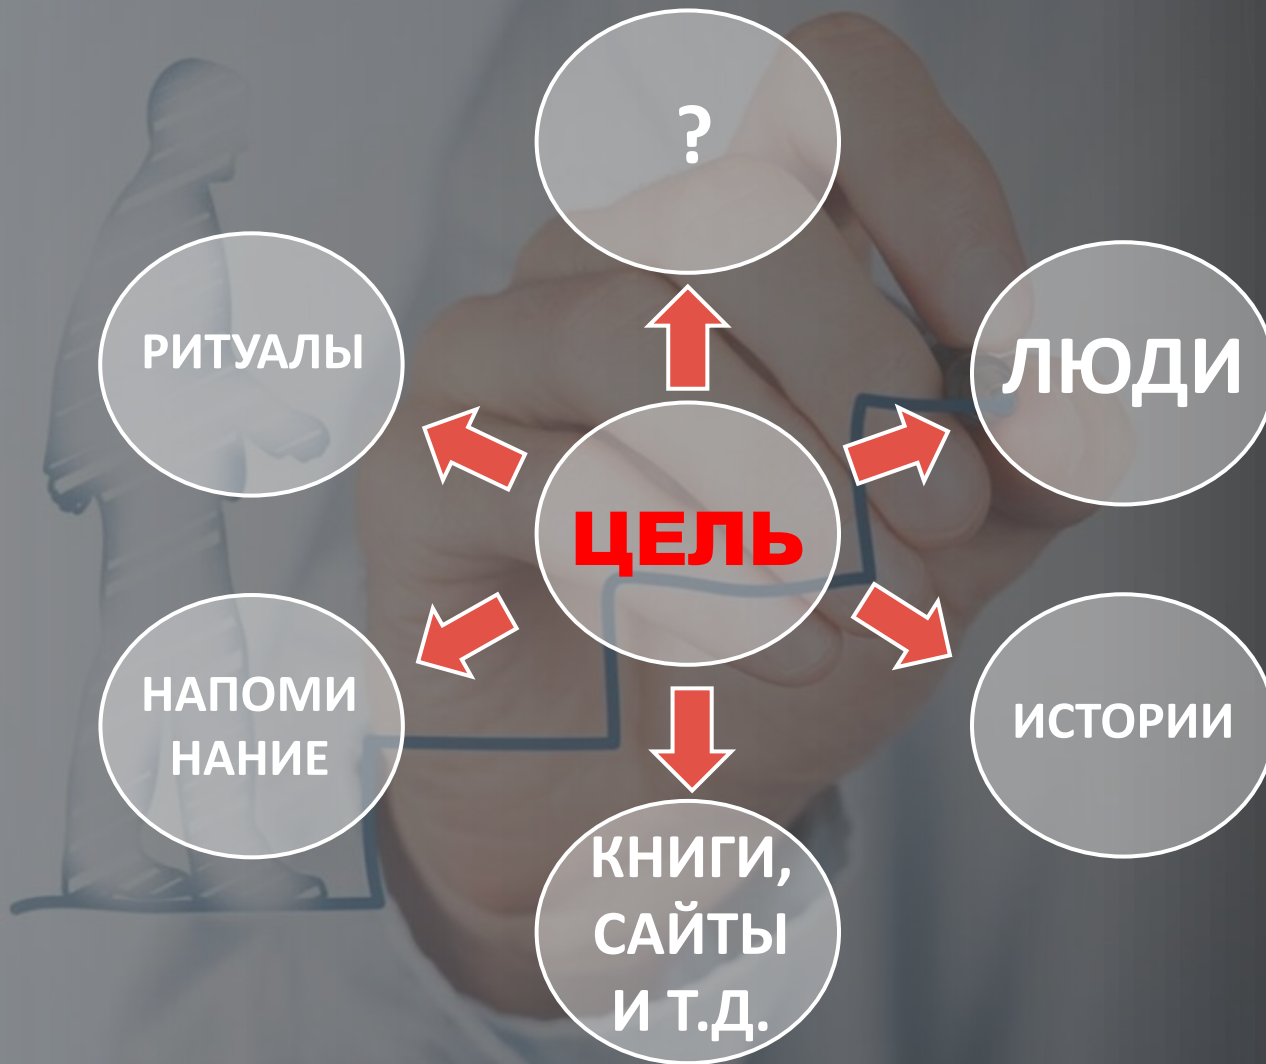 ?
РИТУАЛЫ
ЛЮДИ
ЦЕЛЬ
НАПОМИ
НАНИЕ
ИСТОРИИ
КНИГИ,
САЙТЫ
И Т.Д.